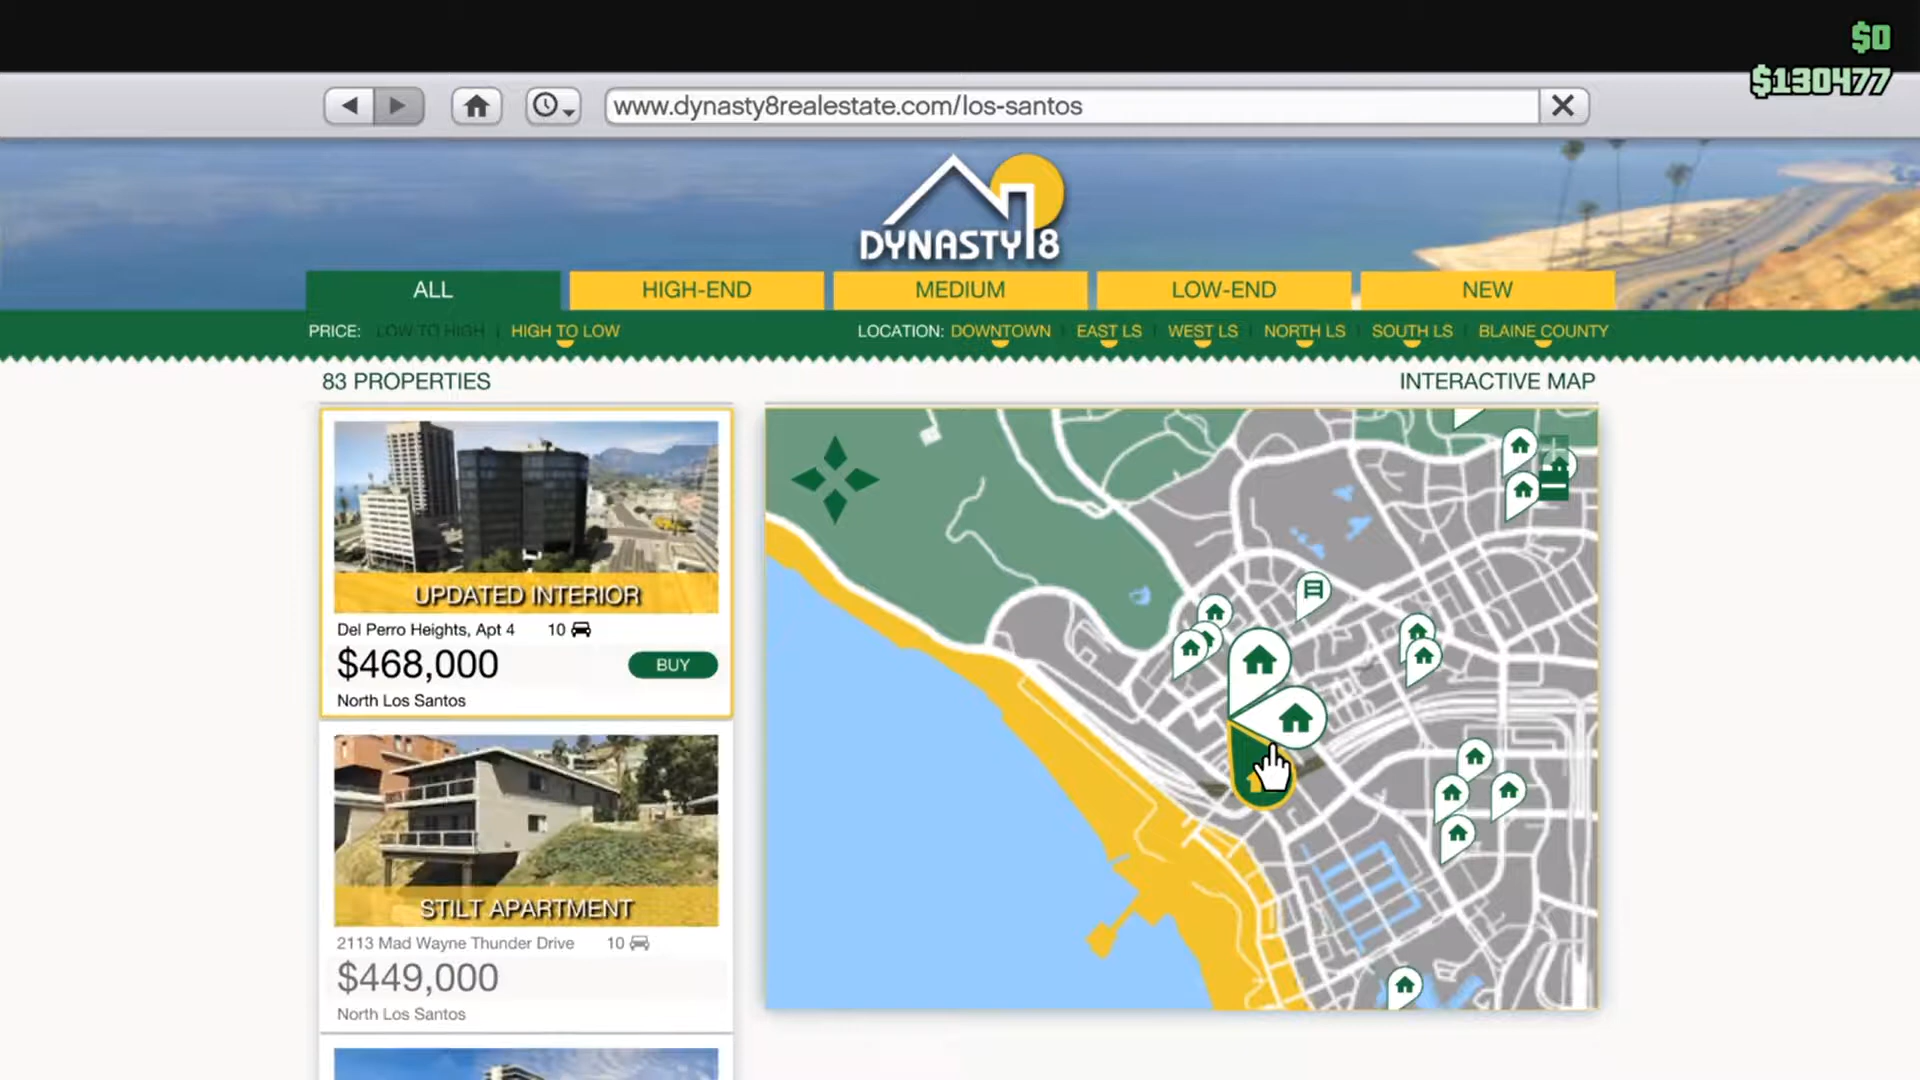 $0
$130477
www.dynasty8realestate.com/los-santos
DYNASTY 8
ALL
HIGH-END
MEDIUM
LOW-END
NEW
PRICE: LOW TO HIGH HIGH TO LOW
LOCATION: DOWNTOWN EAST LS WEST LS NORTH LS SOUTH LS BLAINE COUNTY
83 PROPERTIES
INTERACTIVE MAP
UPDATED INTERIOR
Del Perro Heights, Apt 4 10
$468,000
BUY
North Los Santos
STILT APARTMENT
2113 Mad Wayne Thunder Drive 10
$449,000
North Los Santos